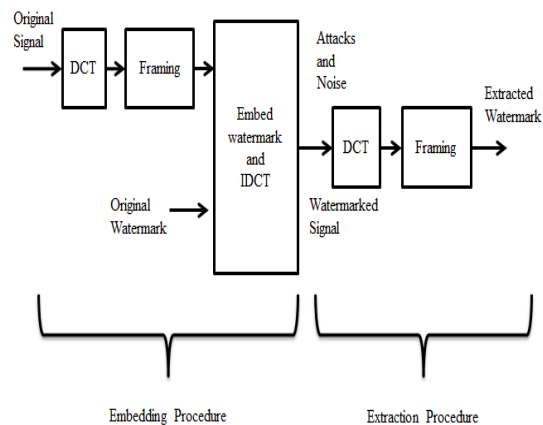 Original
Signal
DCT
Framing
Embed
watermark
and
IDCT
Original
Watermark
Attacks
and
Noise
DCT
Framing
Extracted
Watermark
Watermarked
Signal
Embedding Procedure
Extraction Procedure